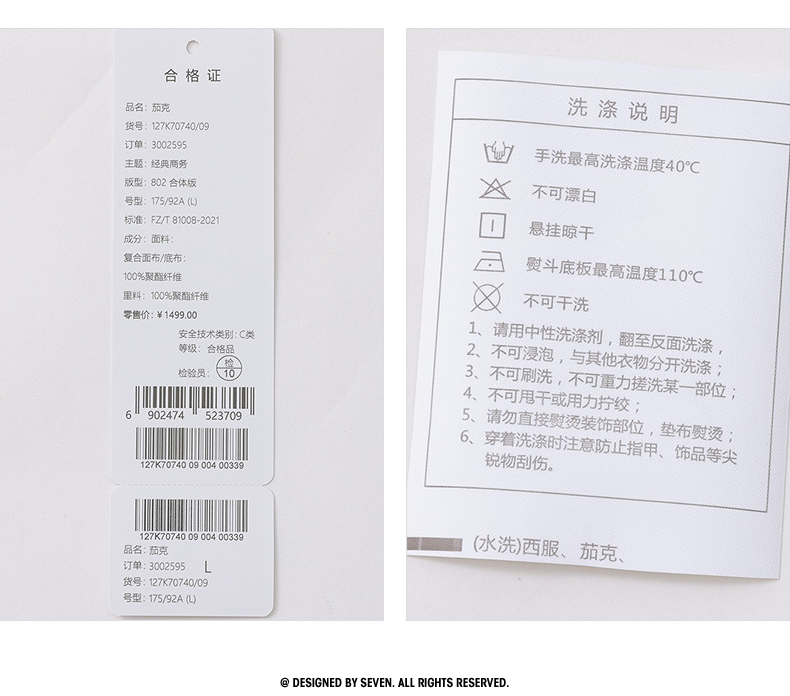 合格证
品名：茄克
货号：127K70740/09
订单：3002595
主题：经典商务
版型：802 合体版
号型：175/92A (L)
标准：FZ/T 81008-2021
成分：面料：
复合面布/底布：
100%聚酯纤维
里料：100%聚酯纤维
零售价：¥1499.00
安全技术类别：C类
等级：合格品
检验员：检10
6 902474 523709
127K70740 09 004 00339
127K70740 09 004 00339
品名：茄克
订单：3002595 L
货号：127K70740/09
号型：175/92A (L)
洗涤说明
手洗最高洗涤温度40℃
不可漂白
悬挂晾干
熨斗底板最高温度110℃
不可干洗
1、请用中性洗涤剂，翻至反面洗涤，
2、不可浸泡，与其他衣物分开洗涤；
3、不可刷洗，不可重力搓洗某一部位；
4、不可甩干或用力拧绞；
5、请勿直接熨烫装饰部位，垫布熨烫；
6、穿着洗涤时注意防止指甲、饰品等尖
锐物刮伤。
(水洗)西服、茄克、
@ DESIGNED BY SEVEN. ALL RIGHTS RESERVED.